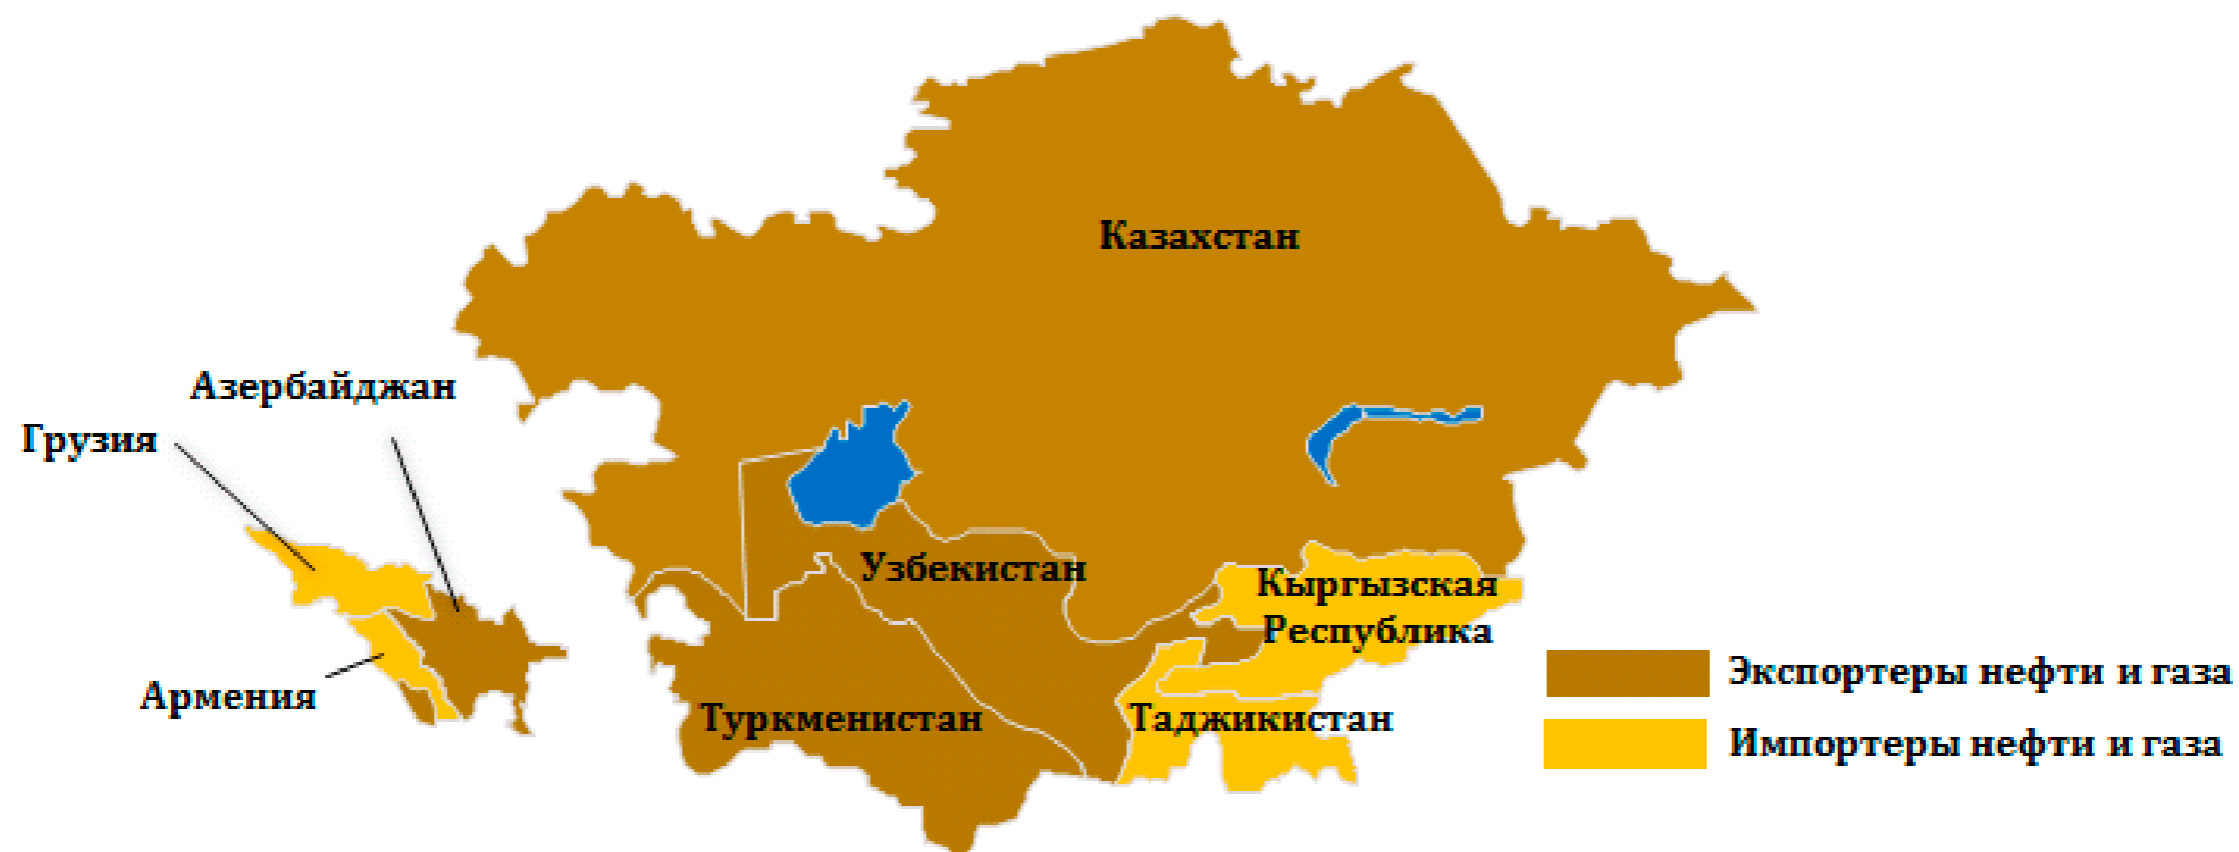 Казахстан
Азербайджан
Грузия
Узбекистан
Кыргызская
Республика
Армения
Туркменистан
Таджикистан
Экспортеры нефти и газа
Импортеры нефти и газа